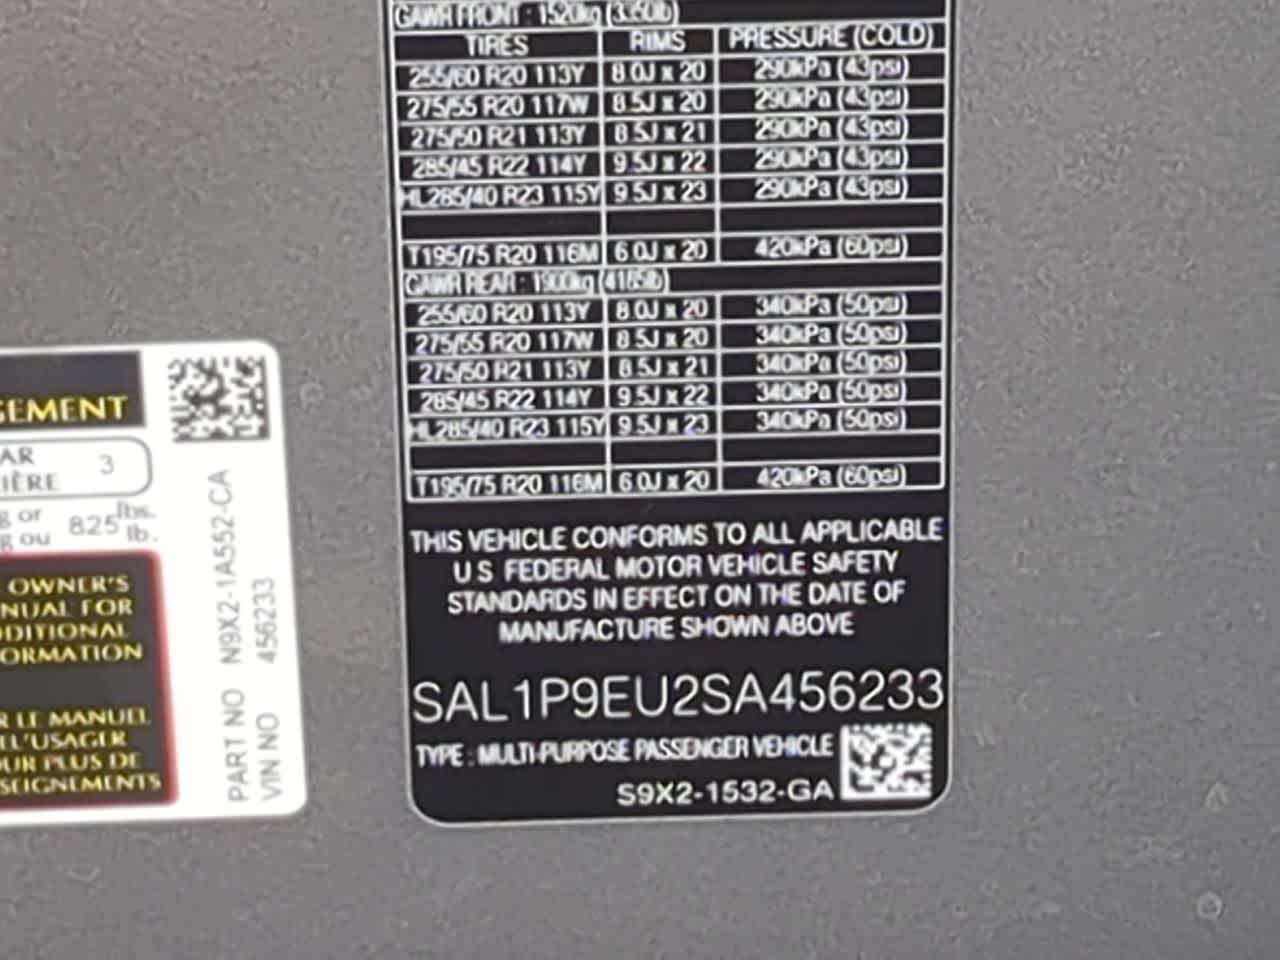 GAWR FRONT : 1520kg (3350lb)
TIRES RIMS PRESSURE (COLD)
255/60 R20 113Y 8.0J x 20 290kPa (43psi)
275/55 R20 117W 8.5J x 20 290kPa (43psi)
275/50 R21 113Y 8.5J x 21 290kPa (43psi)
285/45 R22 114Y 9.5J x 22 290kPa (43psi)
HL285/40 R23 115Y 9.5J x 23 290kPa (43psi)
T195/75 R20 116M 6.0J x 20 420kPa (60psi)
GAWR REAR : 1900kg (4185lb)
255/60 R20 113Y 8.0J x 20 340kPa (50psi)
275/55 R20 117W 8.5J x 20 340kPa (50psi)
275/50 R21 113Y 8.5J x 21 340kPa (50psi)
285/45 R22 114Y 9.5J x 22 340kPa (50psi)
HL285/40 R23 115Y 9.5J x 23 340kPa (50psi)
T195/75 R20 116M 6.0J x 20 420kPa (60psi)
THIS VEHICLE CONFORMS TO ALL APPLICABLE
U S FEDERAL MOTOR VEHICLE SAFETY
STANDARDS IN EFFECT ON THE DATE OF
MANUFACTURE SHOWN ABOVE
SAL1P9EU2SA456233
TYPE : MULTI-PURPOSE PASSENGER VEHICLE
S9X2-1532-GA
GEMENT
AR
IÈRE 3
g or
g ou 825 lbs.
lb.
OWNER'S
NUAL FOR
DDITIONAL
ORMATION
R LE MANUEL
E L'USAGER
OUR PLUS DE
SEIGNEMENTS
PART NO N9X2-1A552-CA
VIN NO 456233